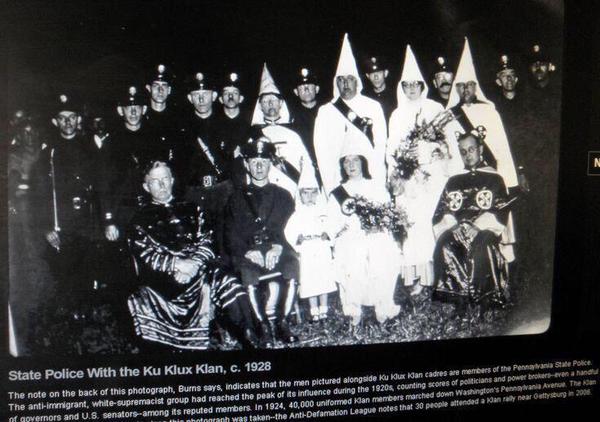 State Police With the Ku Klux Klan, c. 1928
The note on the back of this photograph, Burns says, indicates that the men pictured alongside Ku Klux Klan cadres are members of the Pennsylvania State Police.
The anti-immigrant, white-supremacist group had reached the peak of its influence during the 1920s, counting scores of politicians and power brokers–even a handful
of governors and U.S. senators–among its reputed members. In 1924, 40,000 uniformed Klan members marched down Washington's Pennsylvania Avenue. The Klan
this photograph was taken–the Anti-Defamation League notes that 30 people attended a Klan rally near Gettysburg in 2006.
N